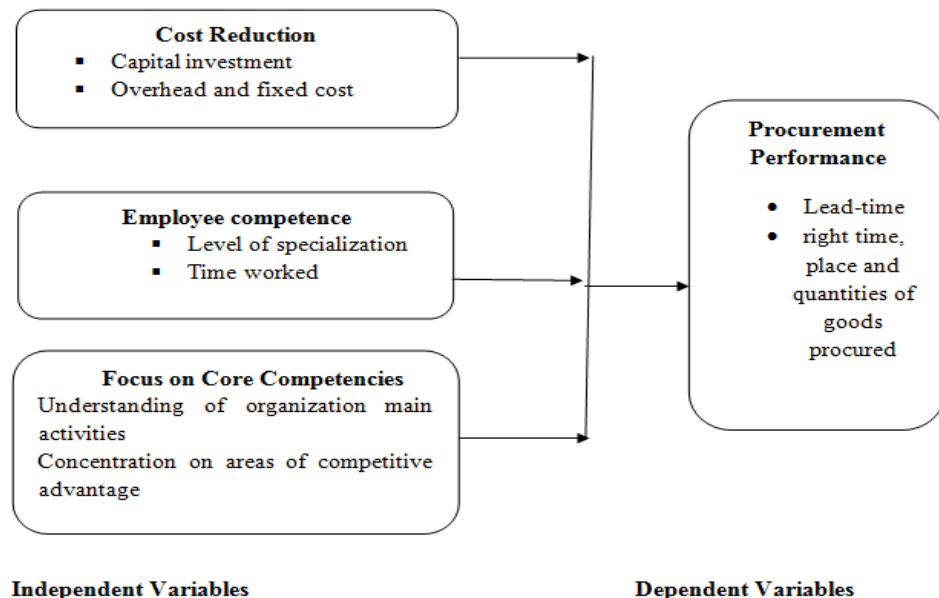 Cost Reduction
▪ Capital investment
▪ Overhead and fixed cost
Employee competence
▪ Level of specialization
▪ Time worked
Focus on Core Competencies
Understanding of organization main
activities
Concentration on areas of competitive
advantage
Procurement
Performance
• Lead-time
• right time,
place and
quantities of
goods
procured
Independent Variables
Dependent Variables